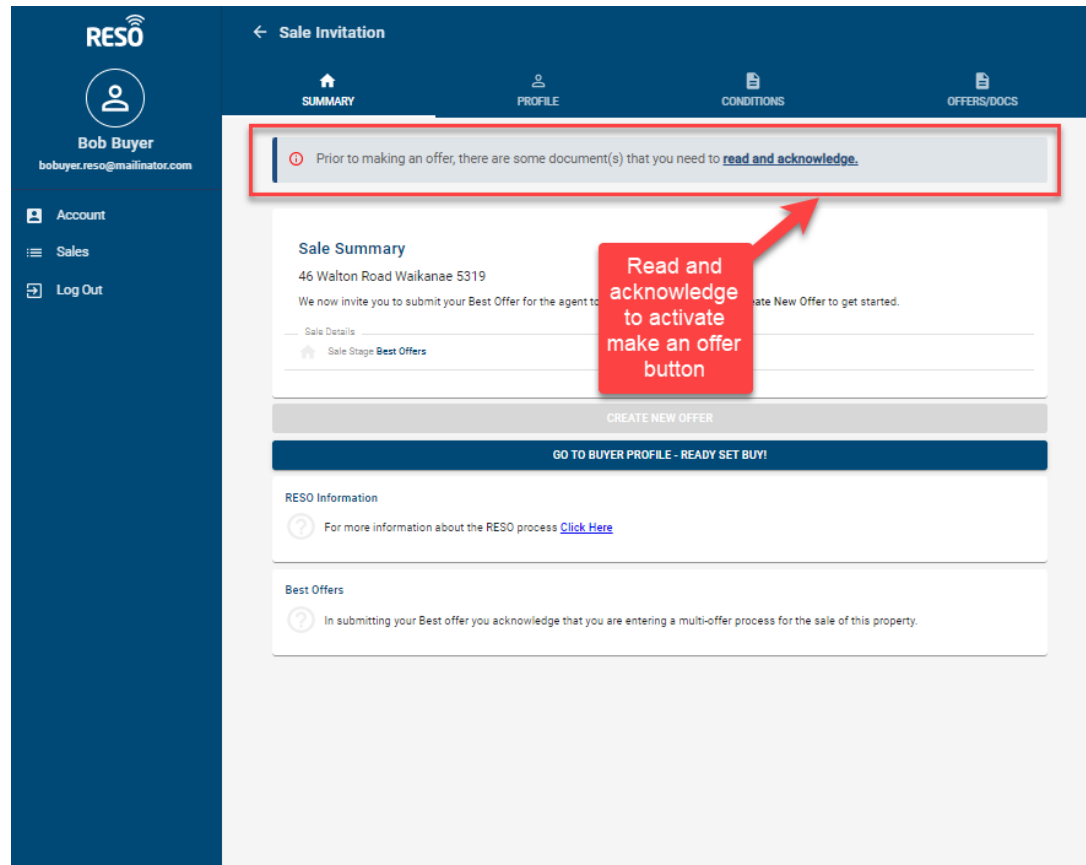 RESO
Bob Buyer
bobuyer.reso@mailinator.com
Account
Sales
Log Out
Sale Invitation
SUMMARY
PROFILE
CONDITIONS
OFFERS/DOCS
Prior to making an offer, there are some document(s) that you need to read and acknowledge.
Sale Summary
46 Walton Road Waikanae 5319
We now invite you to submit your Best Offer for the agent to
New Offer to get started.
Sale Details
Sale Stage Best Offers
Read and
acknowledge
to activate
make an offer
button
CREATE NEW OFFER
GO TO BUYER PROFILE - READY SET BUY!
RESO Information
For more information about the RESO process Click Here
Best Offers
In submitting your Best offer you acknowledge that you are entering a multi-offer process for the sale of this property.